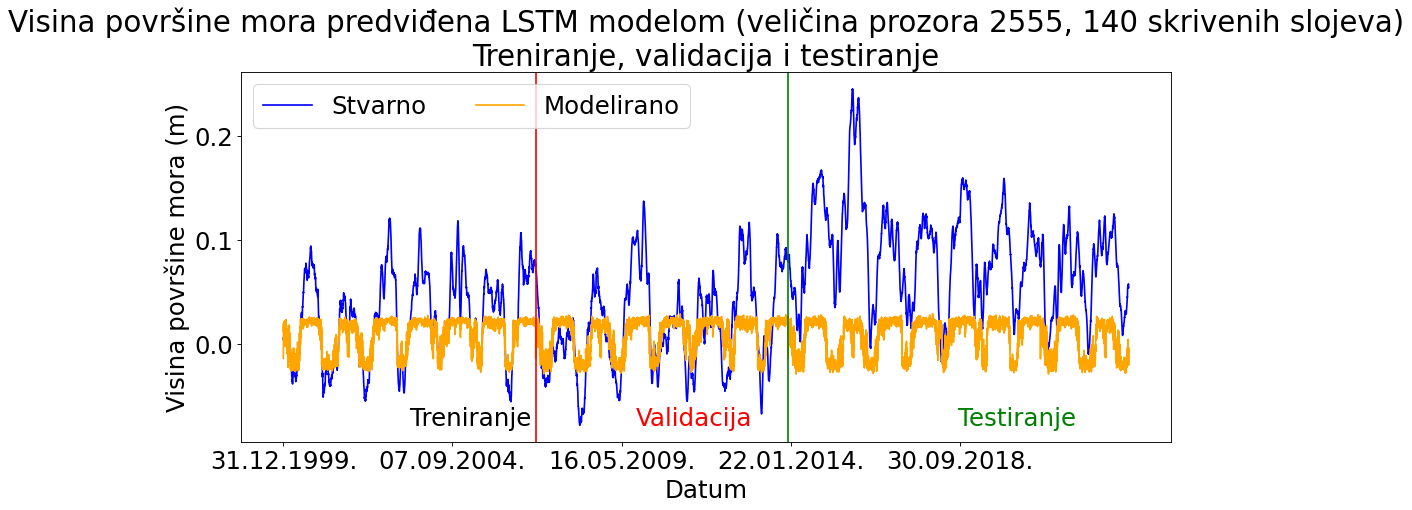 Visina površine mora predviđena LSTM modelom (veličina prozora 2555, 140 skrivenih slojeva)
Treniranje, validacija i testiranje
Stvarno
Modelirano
Visina površine mora (m)
0.2
0.1
0.0
Treniranje
Validacija
Testiranje
31.12.1999.
07.09.2004.
16.05.2009.
22.01.2014.
30.09.2018.
Datum